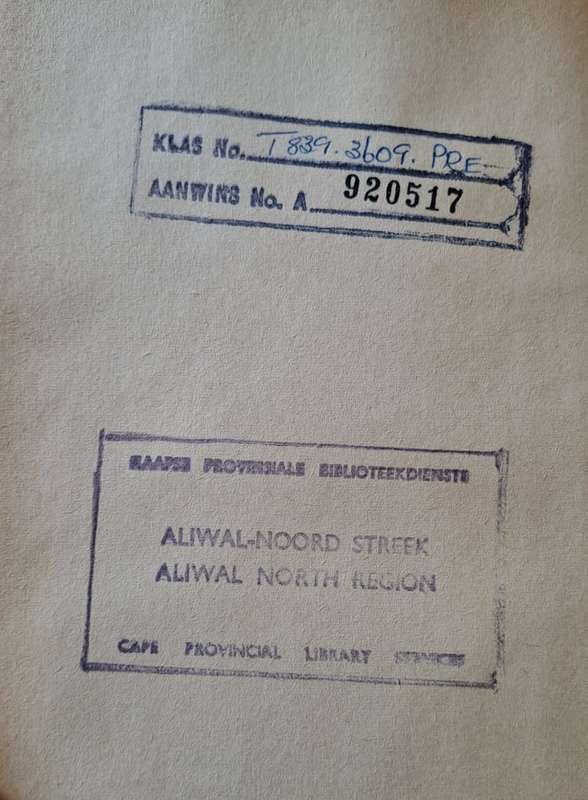 KLAS No. T 839.3609. PRE
AANWINS No. A 920517
KAAPSE PROVINSIALE BIBLIOTEEKDIENSTE
ALIWAL-NOORD STREEK
ALIWAL NORTH REGION
CAPE PROVINCIAL LIBRARY SERVICES